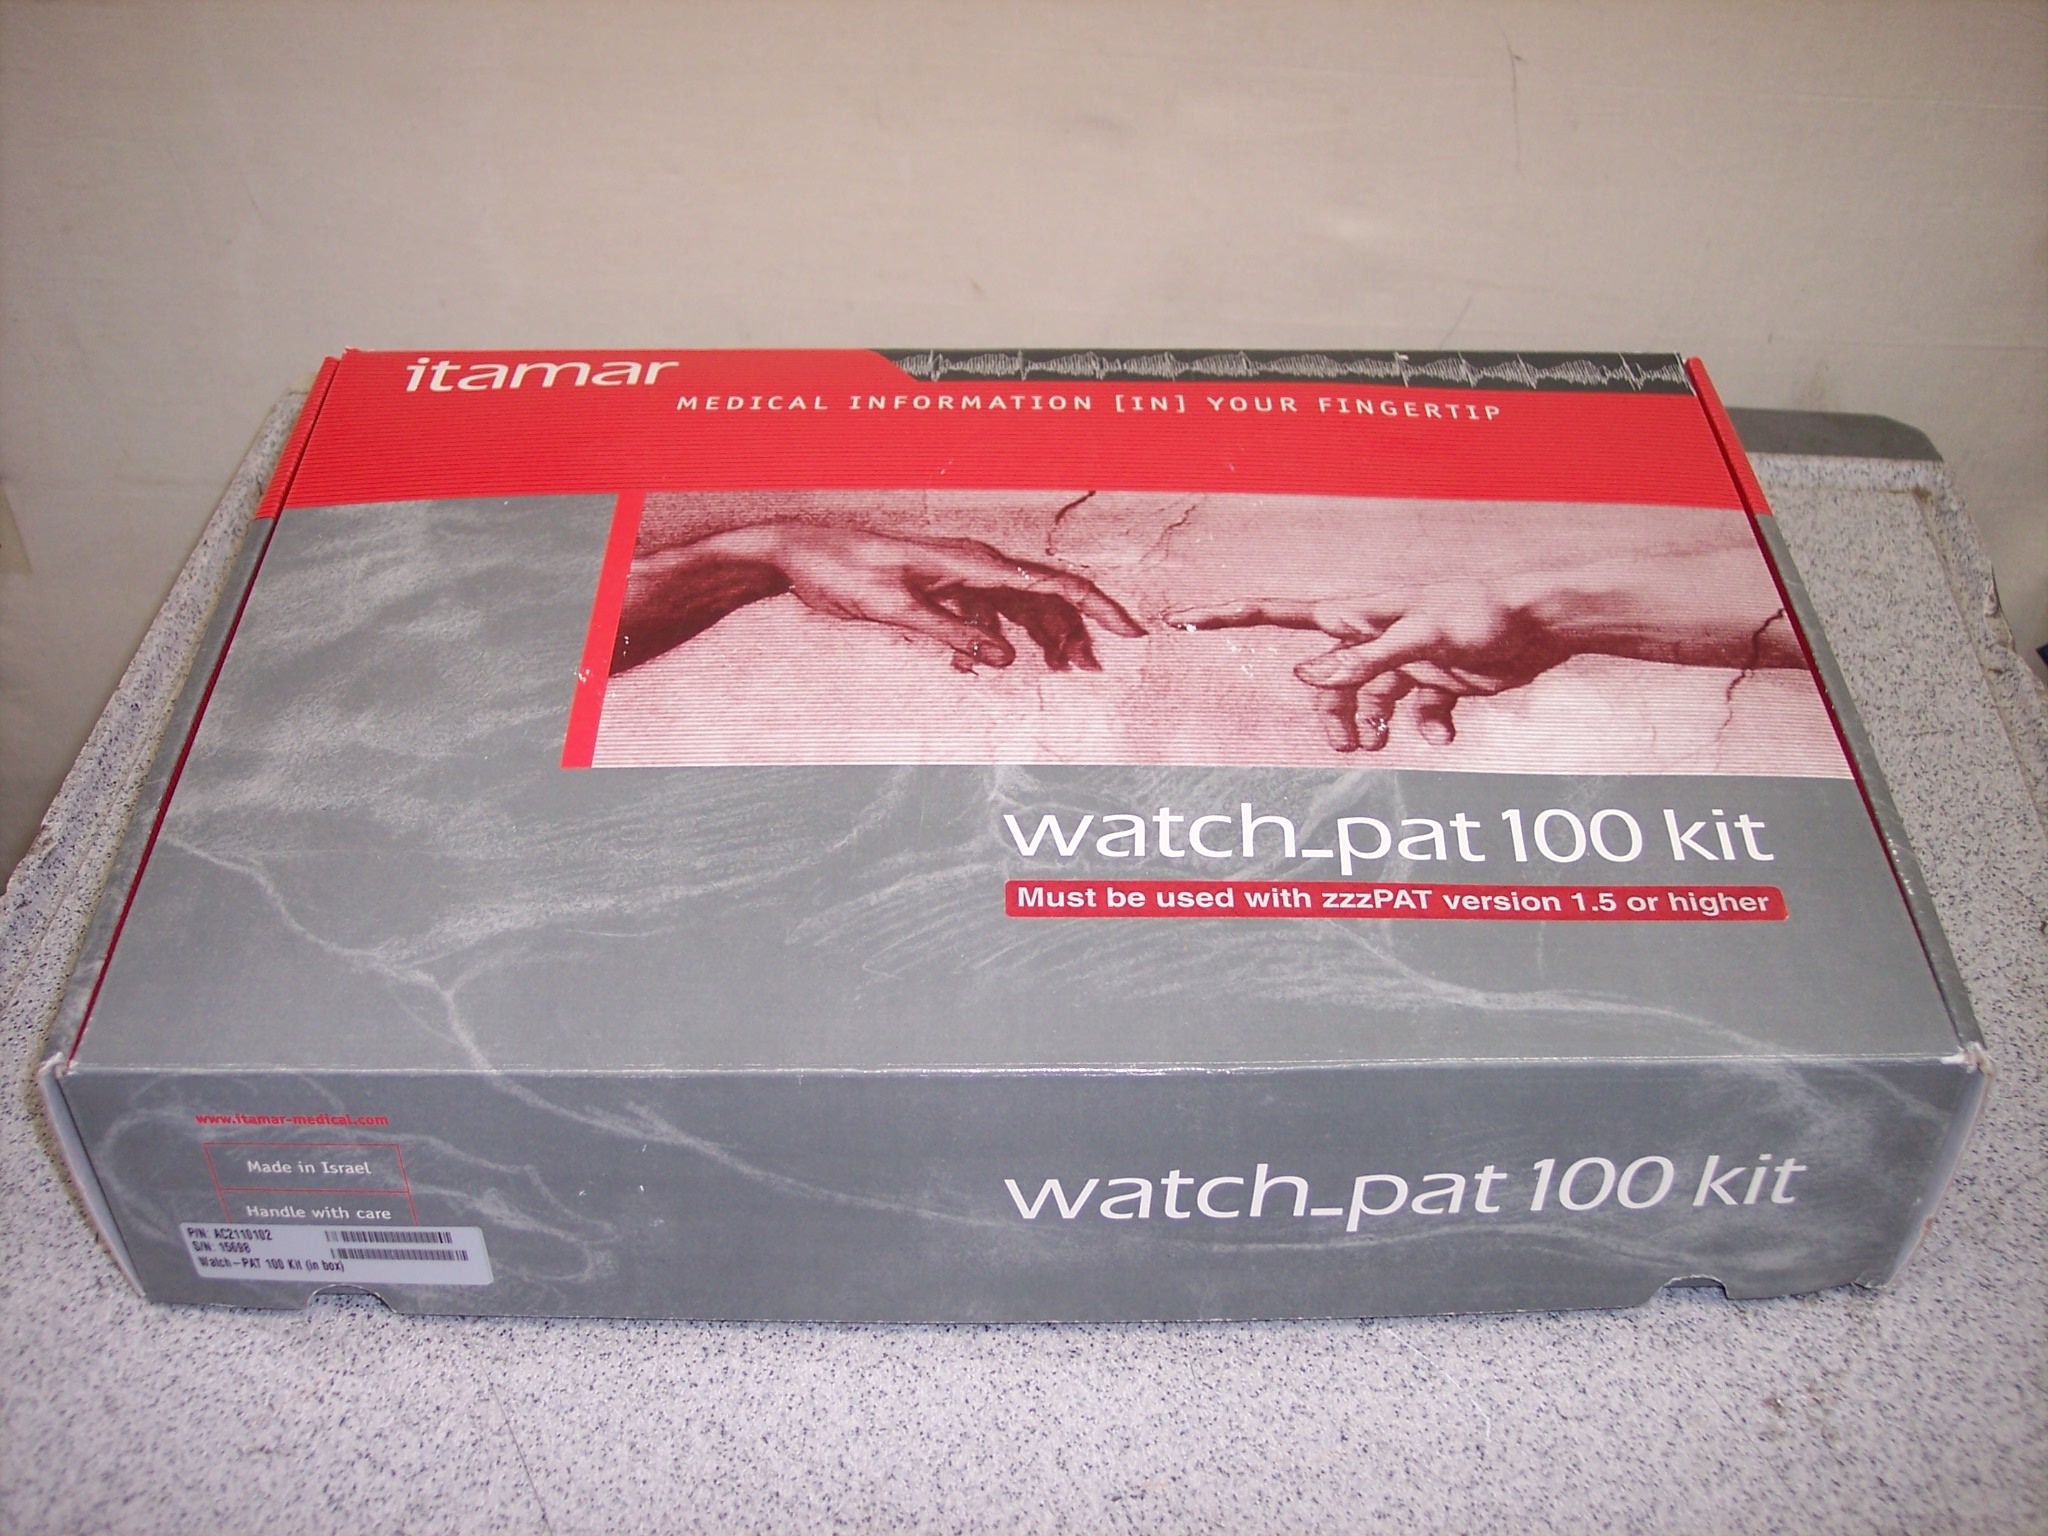 itamar
MEDICAL INFORMATION [IN] YOUR FINGERTIP
watch_pat 100 kit
Must be used with zzzPAT version 1.5 or higher
www.itamar-medical.com
Made in Israel
Handle with care
watch_pat 100 kit
P/N: AC2110102
S/N: 15698
Watch-PAT 100 Kit (in box)